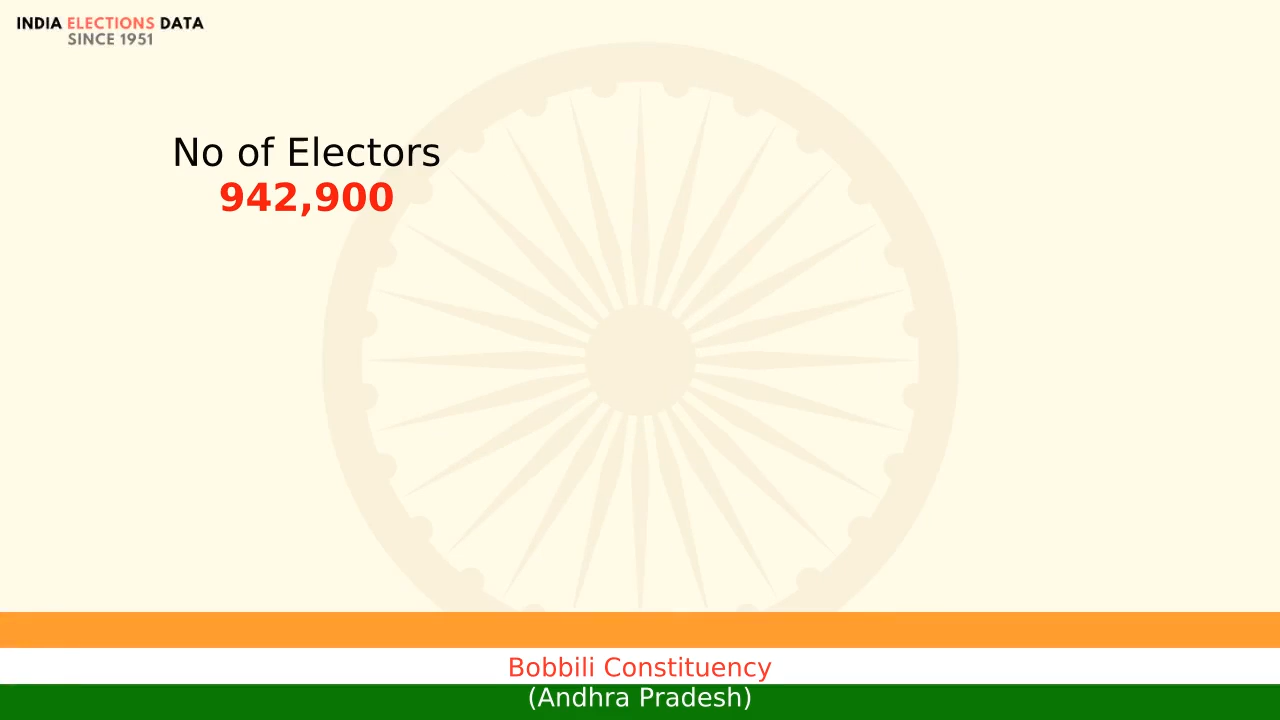 INDIA ELECTIONS DATA
SINCE 1951
No of Electors
942,900
Bobbili Constituency
(Andhra Pradesh)